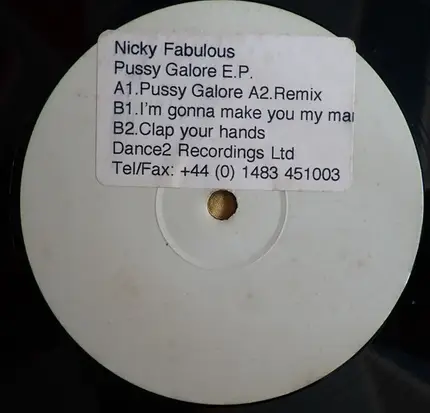 Nicky Fabulous
Pussy Galore E.P.
A1.Pussy Galore A2.Remix
B1.I'm gonna make you my mar
B2.Clap your hands
Dance2 Recordings Ltd
Tel/Fax: +44 (0) 1483 451003